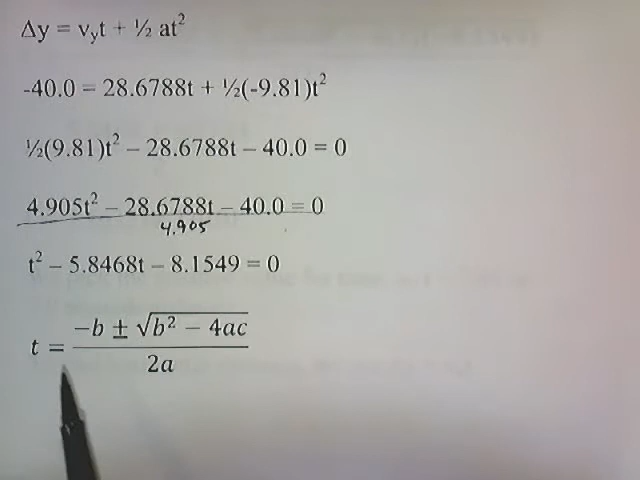 Δy = vyt + ½ at²
-40.0 = 28.6788t + ½(-9.81)t²
½(9.81)t² – 28.6788t – 40.0 = 0
4.905t² – 28.6788t – 40.0 = 0
4.905
t² – 5.8468t – 8.1549 = 0
t = (-b ± √(b² – 4ac)) / 2a